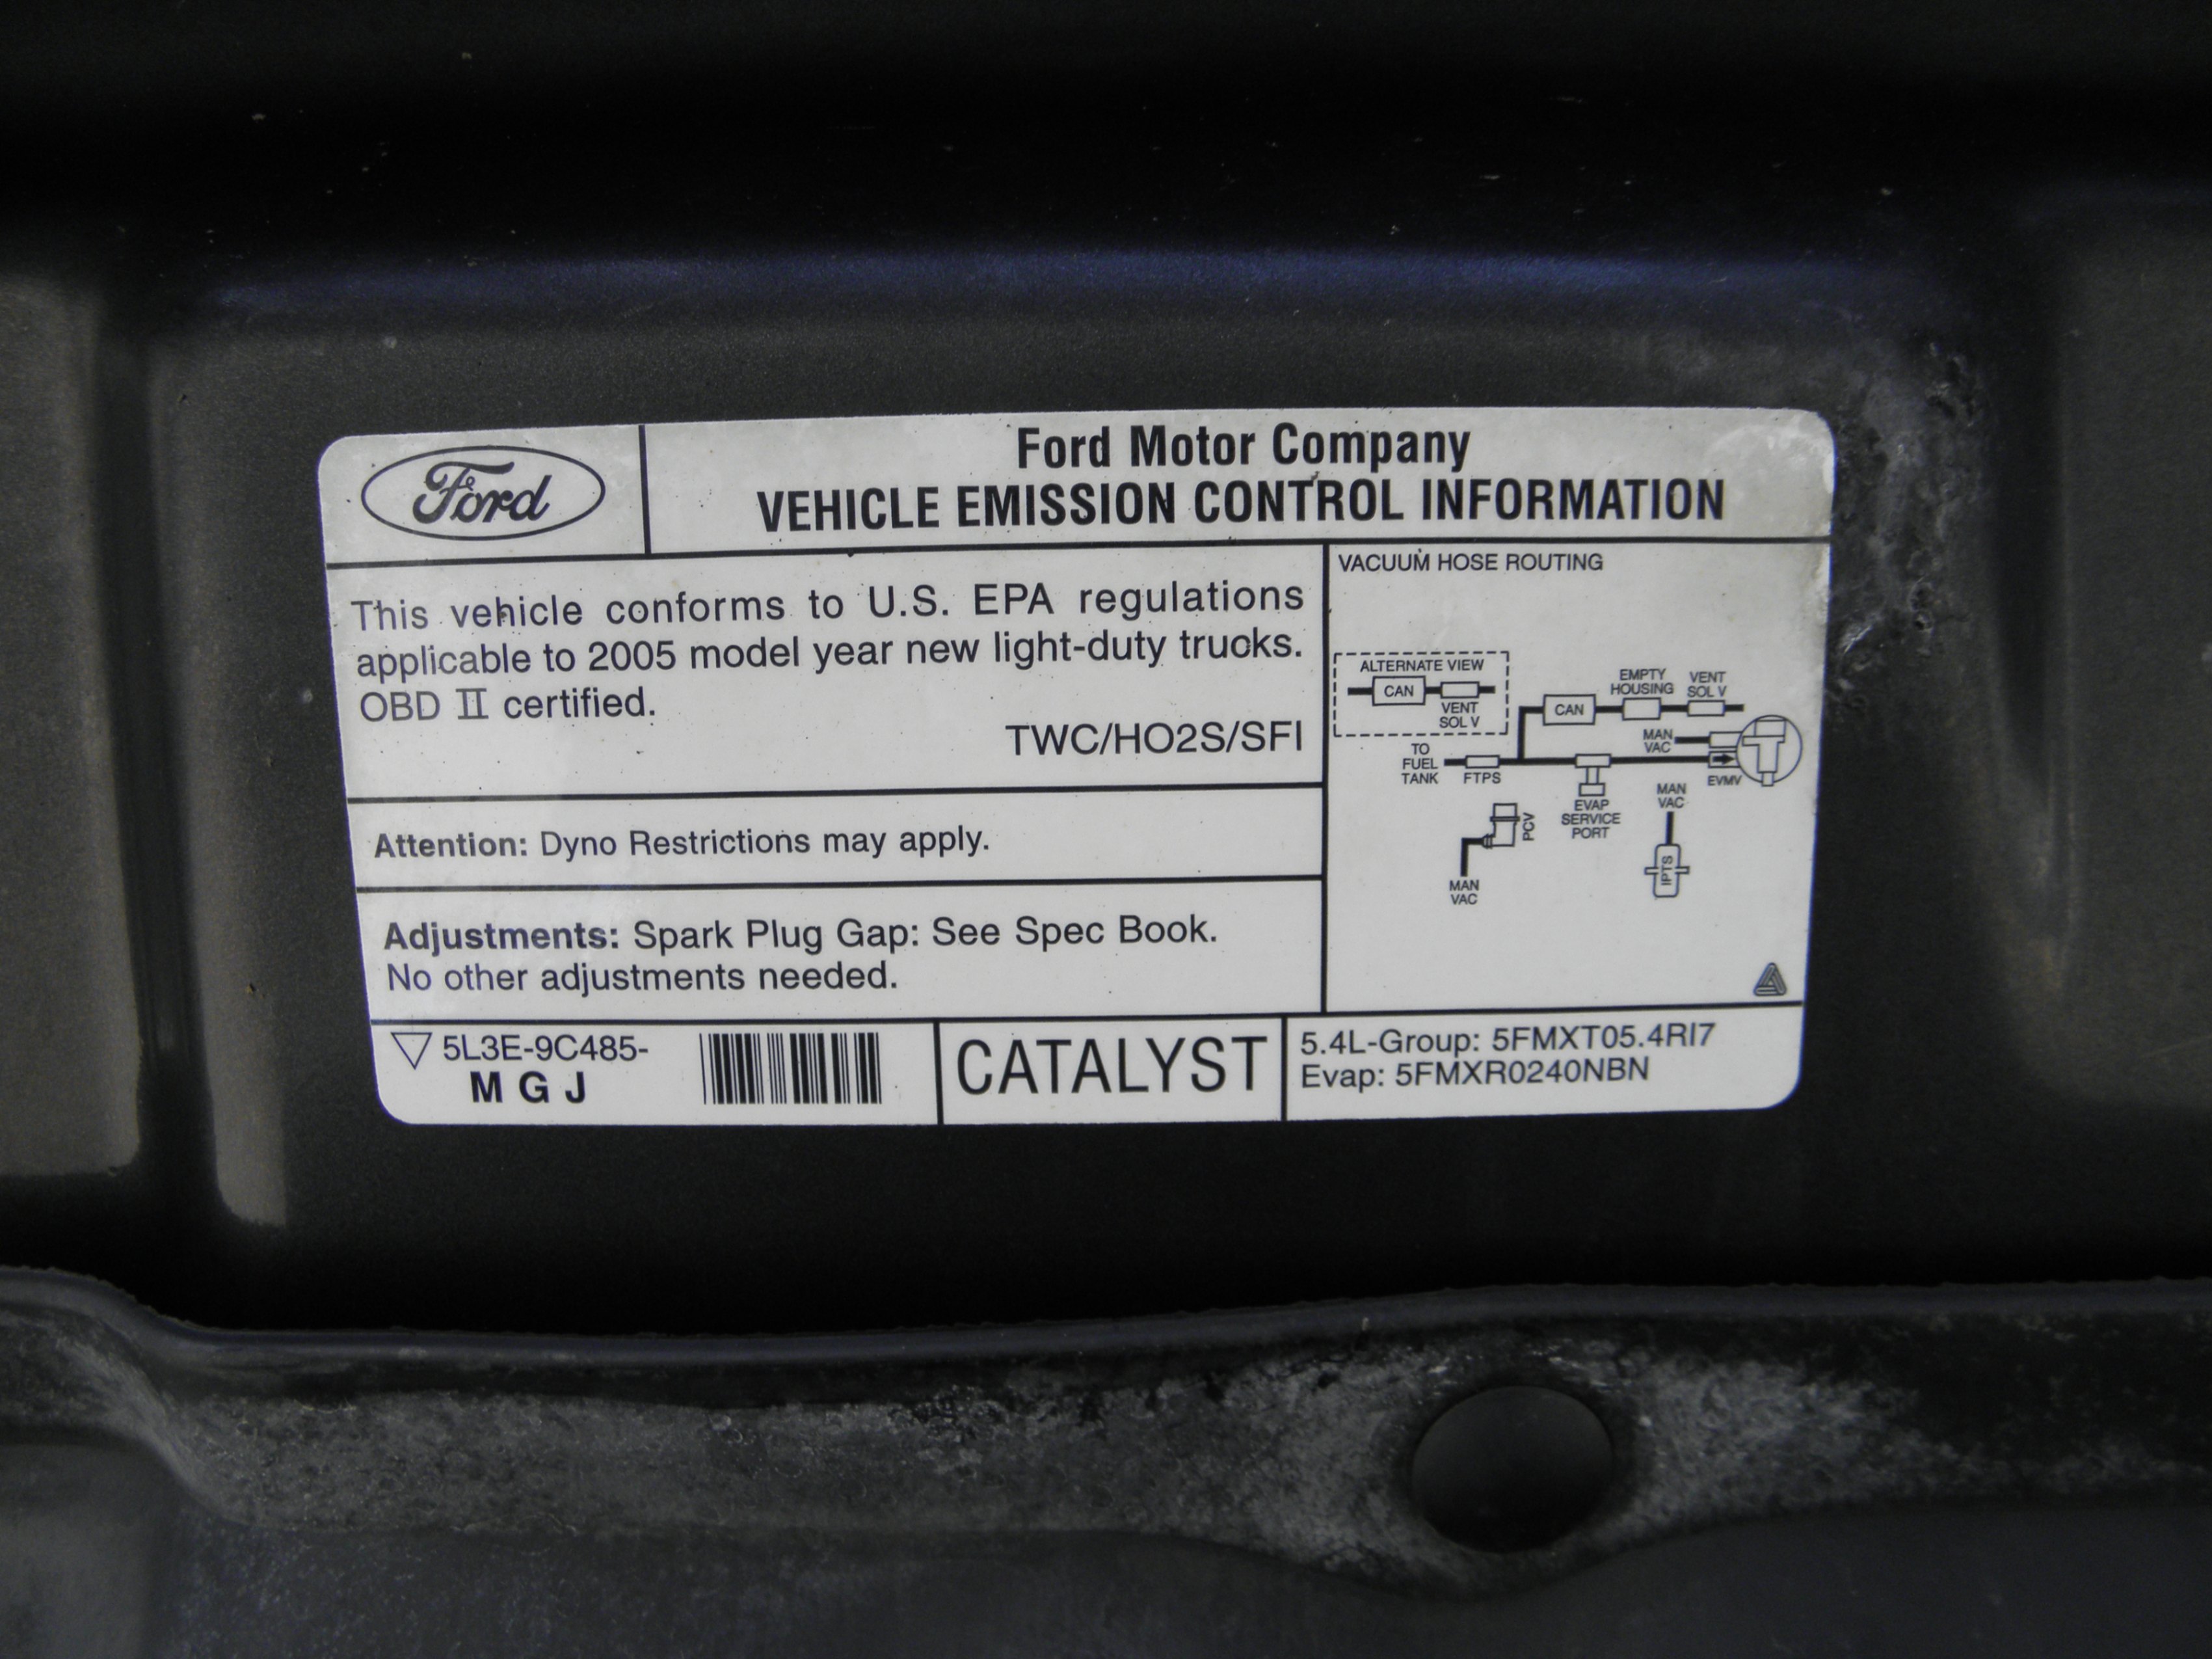 Ford
Ford Motor Company
VEHICLE EMISSION CONTROL INFORMATION
This vehicle conforms to U.S. EPA regulations
applicable to 2005 model year new light-duty trucks.
OBD II certified.
TWC/HO2S/SFI
Attention: Dyno Restrictions may apply.
Adjustments: Spark Plug Gap: See Spec Book.
No other adjustments needed.
VACUUM HOSE ROUTING
ALTERNATE VIEW
CAN
VENT
SOL V
CAN
EMPTY
HOUSING
VENT
SOL V
MAN
VAC
TO
FUEL
TANK
FTPS
EVMV
EVAP
SERVICE
PORT
MAN
VAC
PCV
MAN
VAC
IPTS
5L3E-9C485-
M G J
CATALYST
5.4L-Group: 5FMXT05.4RI7
Evap: 5FMXR0240NBN